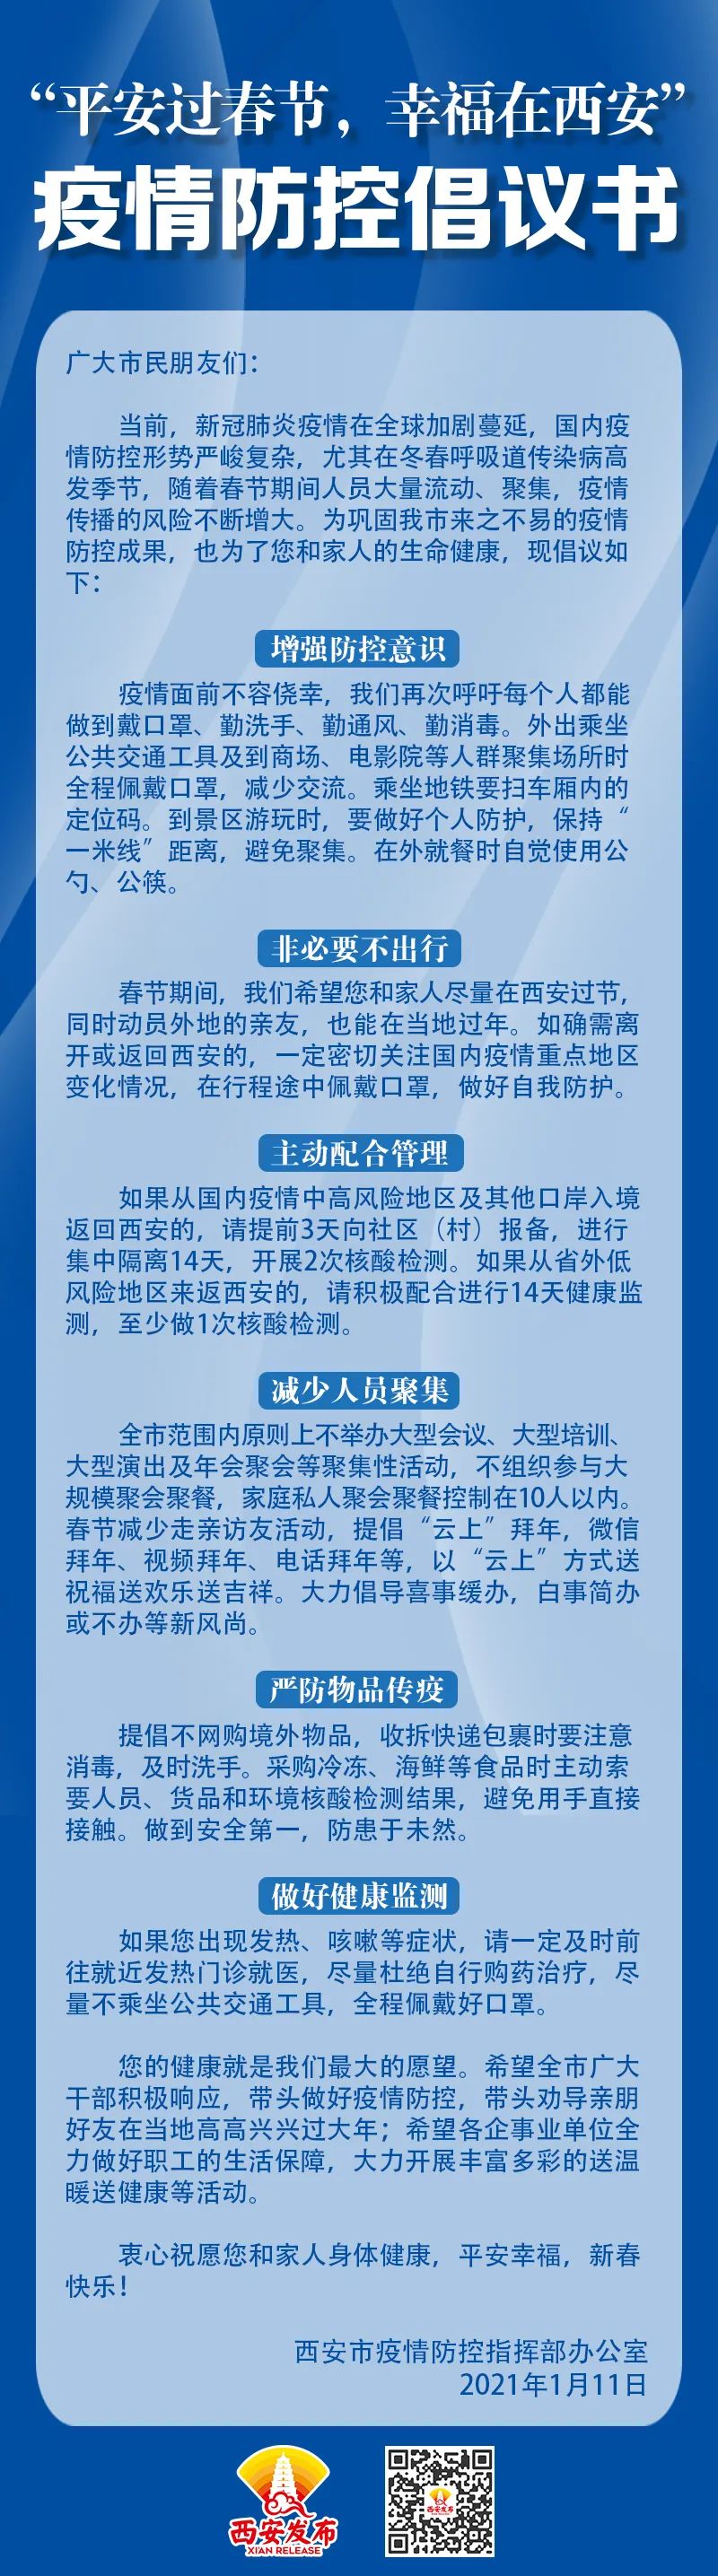 “平安过春节，幸福在西安”
疫情防控倡议书
广大市民朋友们：
当前，新冠肺炎疫情在全球加剧蔓延，国内疫
情防控形势严峻复杂，尤其在冬春呼吸道传染病高
发季节，随着春节期间人员大量流动、聚集，疫情
传播的风险不断增大。为巩固我市来之不易的疫情
防控成果，也为了您和家人的生命健康，现倡议如
下：
增强防控意识
疫情面前不容侥幸，我们再次呼吁每个人都能
做到戴口罩、勤洗手、勤通风、勤消毒。外出乘坐
公共交通工具及到商场、电影院等人群聚集场所时
全程佩戴口罩，减少交流。乘坐地铁要扫车厢内的
定位码。到景区游玩时，要做好个人防护，保持“
一米线”距离，避免聚集。在外就餐时自觉使用公
勺、公筷。
非必要不出行
春节期间，我们希望您和家人尽量在西安过节，
同时动员外地的亲友，也能在当地过年。如确需离
开或返回西安的，一定密切关注国内疫情重点地区
变化情况，在行程途中佩戴口罩，做好自我防护。
主动配合管理
如果从国内疫情中高风险地区及其他口岸入境
返回西安的，请提前3天向社区（村）报备，进行
集中隔离14天，开展2次核酸检测。如果从省外低
风险地区来返西安的，请积极配合进行14天健康监
测，至少做1次核酸检测。
减少人员聚集
全市范围内原则上不举办大型会议、大型培训、
大型演出及年会聚会等聚集性活动，不组织参与大
规模聚会聚餐，家庭私人聚会聚餐控制在10人以内。
春节减少走亲访友活动，提倡“云上”拜年，微信
拜年、视频拜年、电话拜年等，以“云上”方式送
祝福送欢乐送吉祥。大力倡导喜事缓办，白事简办
或不办等新风尚。
严防物品传疫
提倡不网购境外物品，收拆快递包裹时要注意
消毒，及时洗手。采购冷冻、海鲜等食品时主动索
要人员、货品和环境核酸检测结果，避免用手直接
接触。做到安全第一，防患于未然。
做好健康监测
如果您出现发热、咳嗽等症状，请一定及时前
往就近发热门诊就医，尽量杜绝自行购药治疗，尽
量不乘坐公共交通工具，全程佩戴好口罩。
您的健康就是我们最大的愿望。希望全市广大
干部积极响应，带头做好疫情防控，带头劝导亲朋
好友在当地高高兴兴过大年；希望各企事业单位全
力做好职工的生活保障，大力开展丰富多彩的送温
暖送健康等活动。
衷心祝愿您和家人身体健康，平安幸福，新春
快乐！
西安市疫情防控指挥部办公室
2021年1月11日
西安发布
XI'AN RELEASE
西安发布